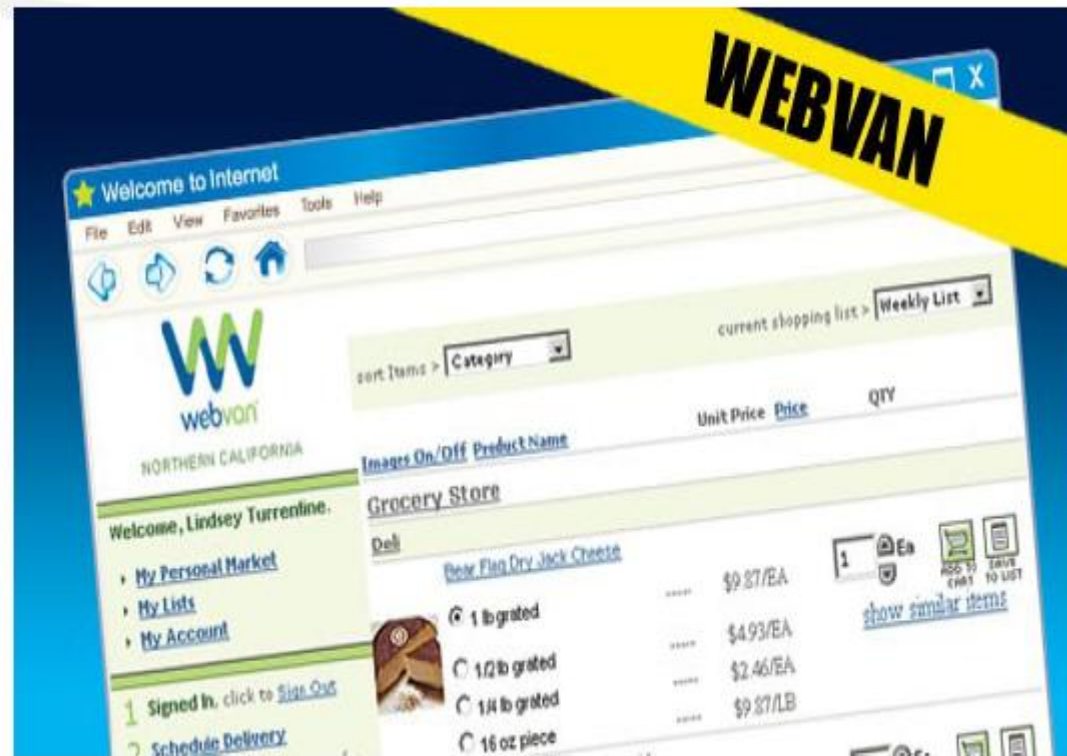 WEBVAN
X
Welcome to Internet
File Edit View Favorites Tools Help
webvan
NORTHERN CALIFORNIA
sort Items > Category
current shopping list > Weekly List
Images On/Off Product Name
Unit Price Price
QTY
Grocery Store
Deli
Welcome, Lindsey Turrentine.
My Personal Market
My Lists
My Account
1 Signed In, click to Sign Out
2 Schedule Delivery
Bear Flag Dry Jack Cheese
1 lb grated ..... $9.87/EA
1/2 lb grated ..... $4.93/EA
1/4 lb grated ..... $2.46/EA
16 oz piece ..... $9.87/LB
1 Ea
ADD TO CART
SAVE TO LIST
show similar items